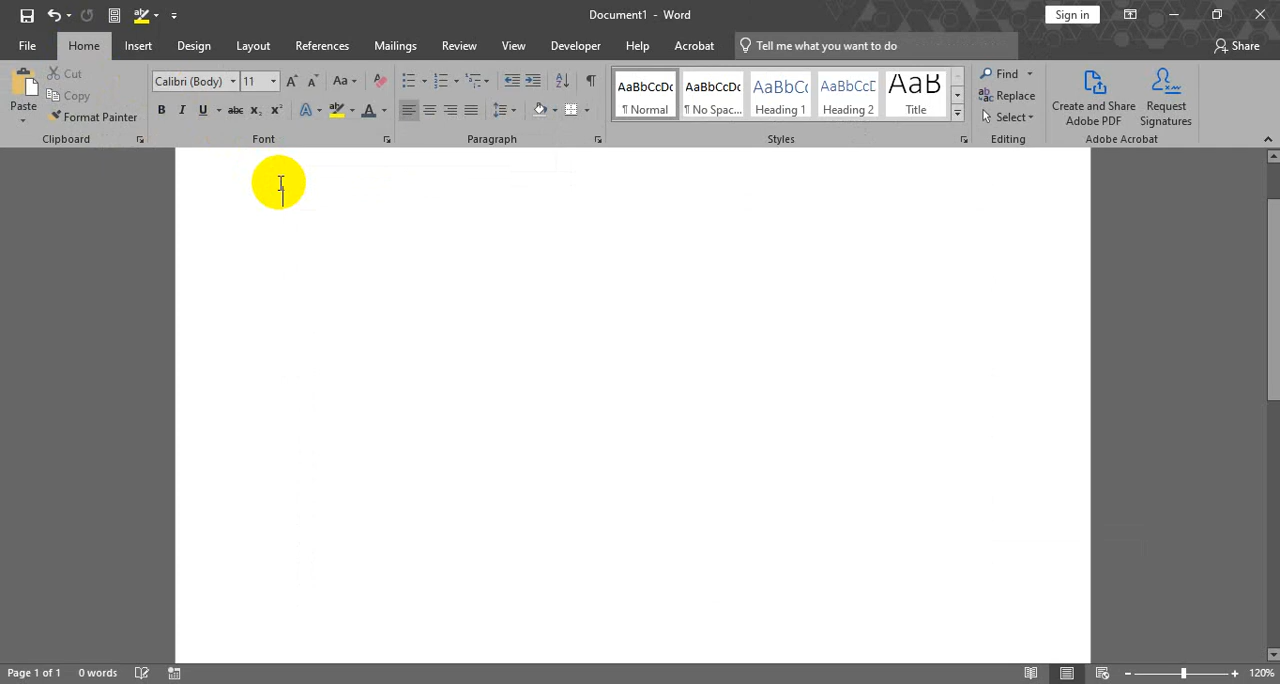 Document1 - Word
Sign in
File Home Insert Design Layout References Mailings Review View Developer Help Acrobat Tell me what you want to do Share
Paste
Cut
Copy
Format Painter
Clipboard
Calibri (Body) 11
Font
Paragraph
AaBbCcDc AaBbCcDc AaBbCc AaBbCcD AaB
¶ Normal ¶ No Spac... Heading 1 Heading 2 Title
Styles
Find
Replace
Select
Editing
Create and Share
Adobe PDF
Request
Signatures
Adobe Acrobat
Page 1 of 1 0 words 120%